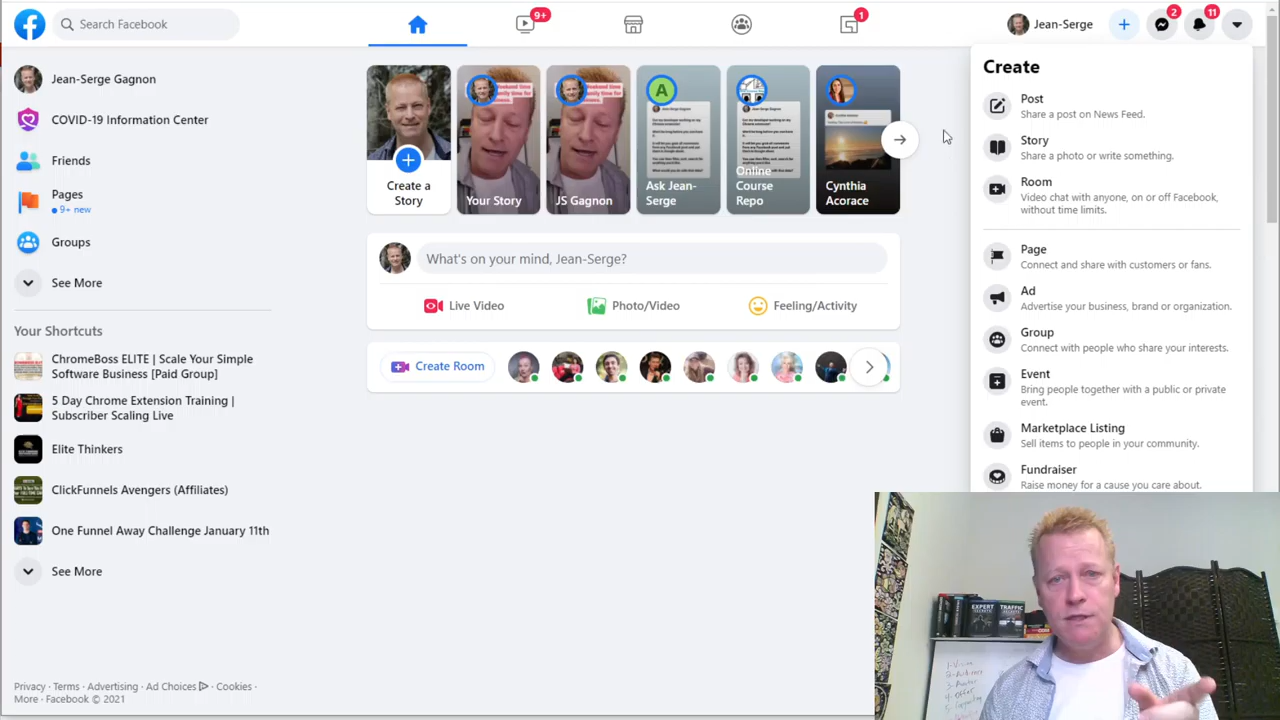 Search Facebook
9+
1
Jean-Serge
2
11
Jean-Serge Gagnon
COVID-19 Information Center
Friends
Pages
9+ new
Groups
See More
Your Shortcuts
ChromeBoss ELITE | Scale Your Simple
Software Business [Paid Group]
5 Day Chrome Extension Training |
Subscriber Scaling Live
Elite Thinkers
ClickFunnels Avengers (Affiliates)
One Funnel Away Challenge January 11th
See More
Privacy · Terms · Advertising · Ad Choices · Cookies ·
More · Facebook © 2021
Create a
Story
Your Story
JS Gagnon
A
Ask Jean-
Serge
Online
Course
Repo
Cynthia
Acorace
What's on your mind, Jean-Serge?
Live Video
Photo/Video
Feeling/Activity
Create Room
Create
Post
Share a post on News Feed.
Story
Share a photo or write something.
Room
Video chat with anyone, on or off Facebook,
without time limits.
Page
Connect and share with customers or fans.
Ad
Advertise your business, brand or organization.
Group
Connect with people who share your interests.
Event
Bring people together with a public or private
event.
Marketplace Listing
Sell items to people in your community.
Fundraiser
Raise money for a cause you care about.
EXPERT
TRAFFIC